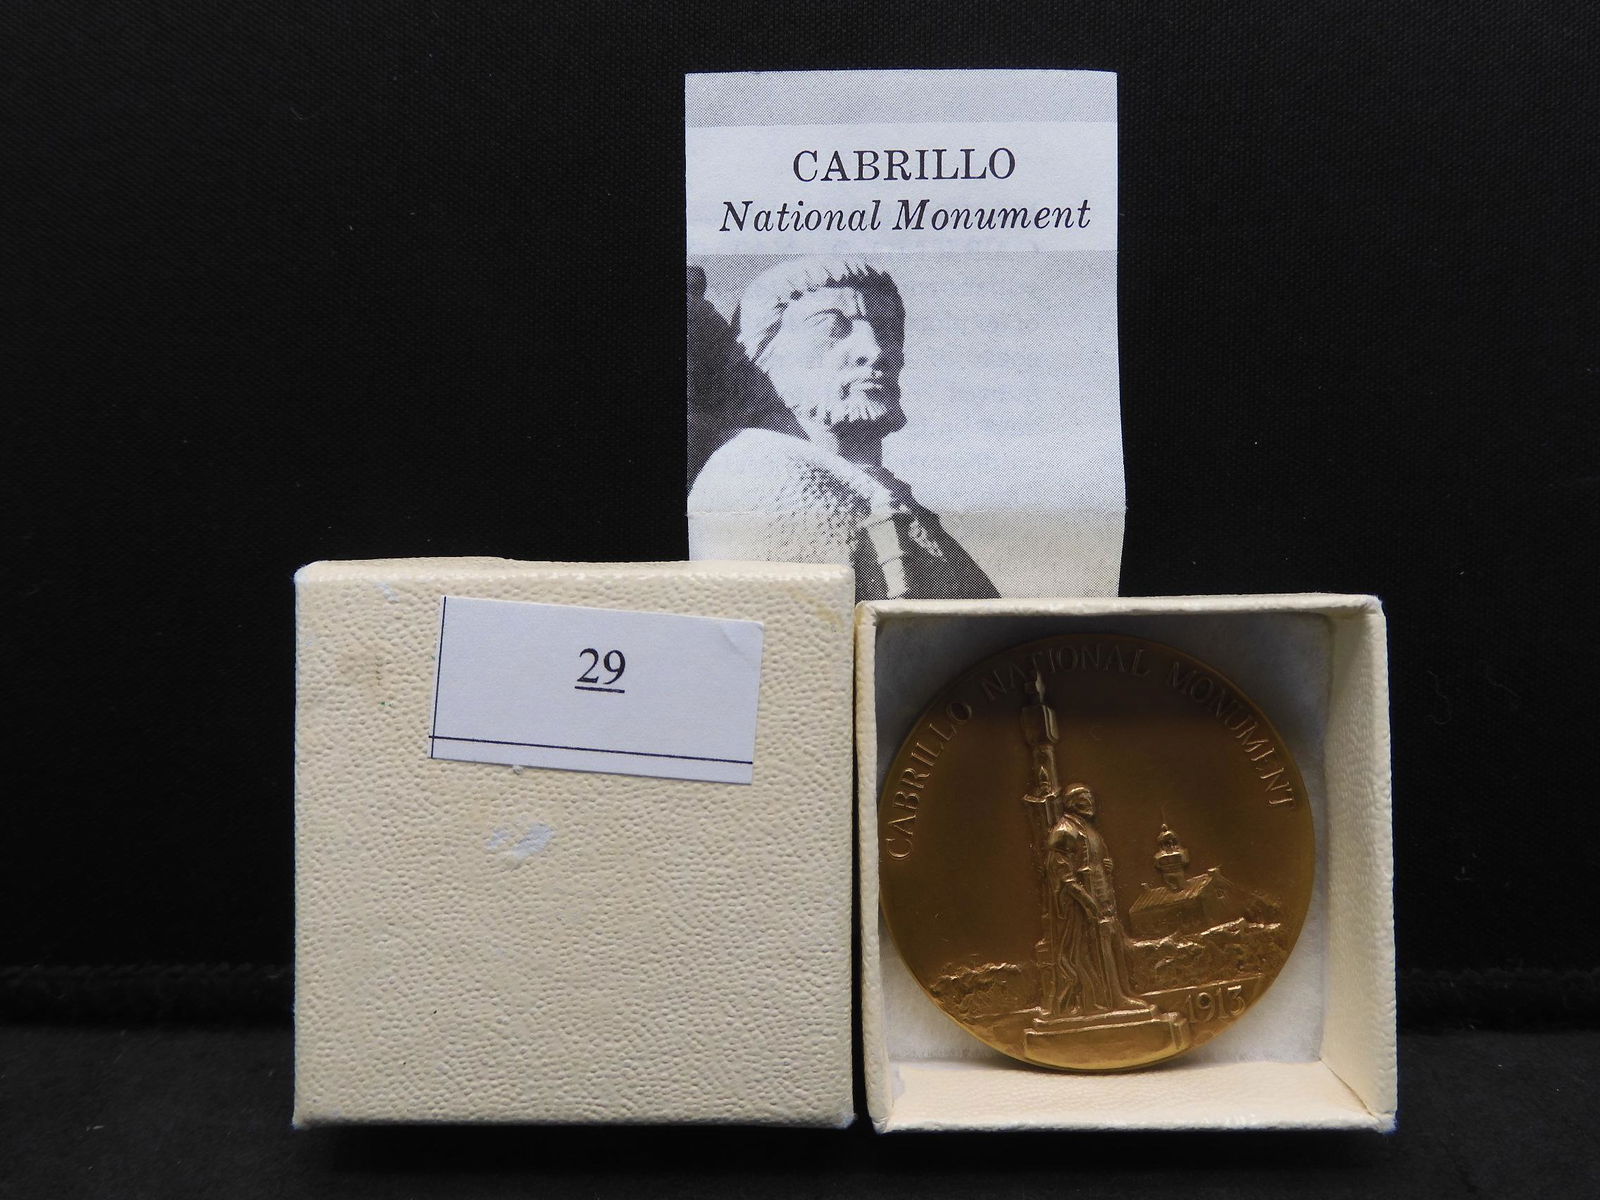 CABRILLO
National Monument
29
CABRILLO NATIONAL MONUMENT
1913